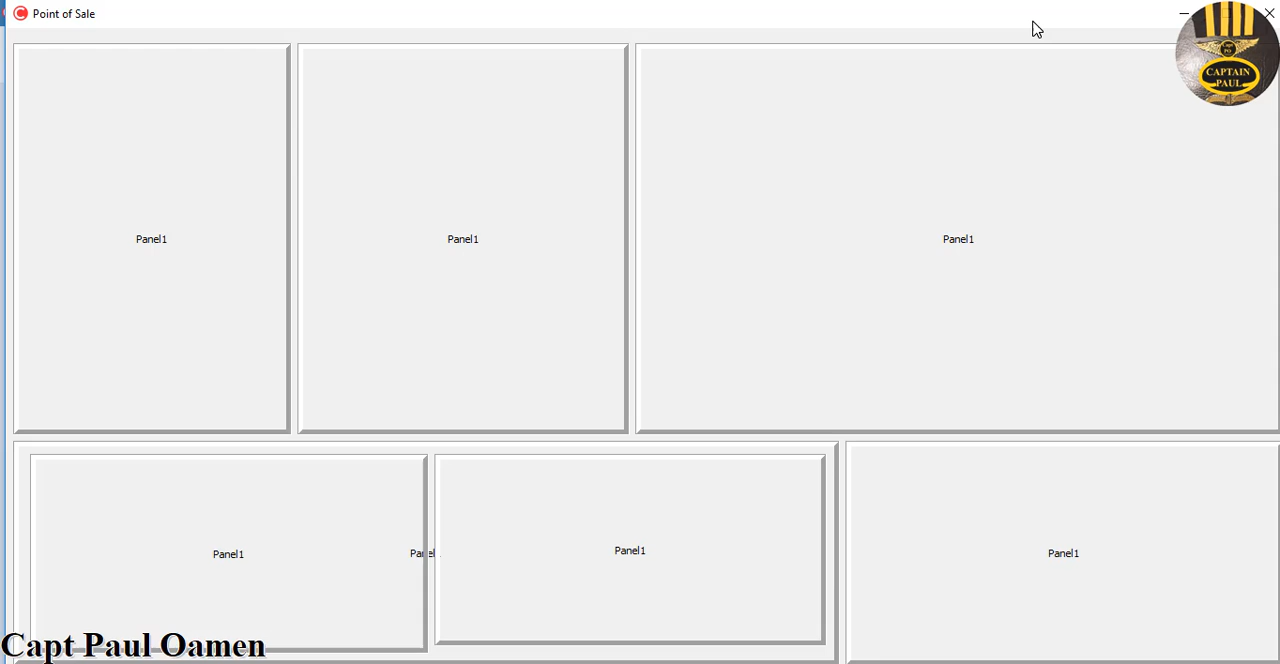 Point of Sale
CAPTAIN
PAUL
Panel1
Panel1
Panel1
Panel1
Panel1
Panel1
Capt Paul Oamen